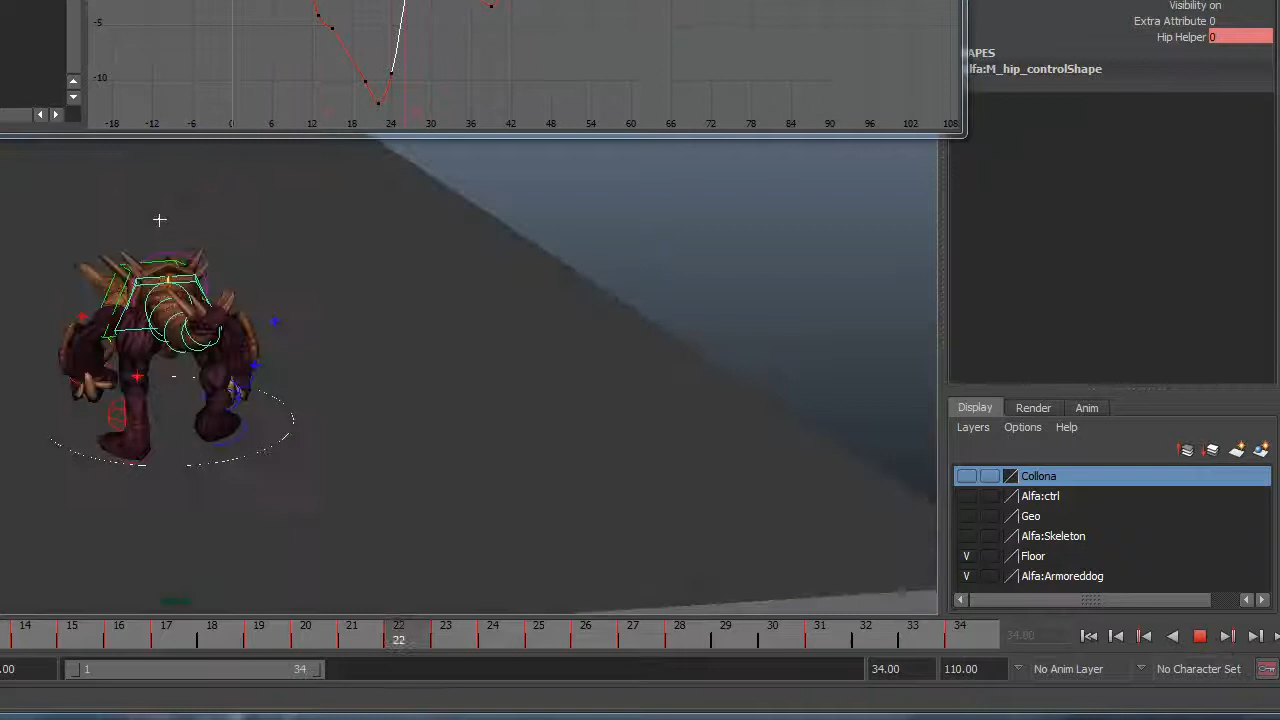 Visibility on
Extra Attribute 0
Hip Helper 0
APES
lfa:M_hip_controlShape
-5
-10
-18 -12 -6 0 6 12 18 24 30 36 42 48 54 60 66 72 78 84 90 96 102 108
Display Render Anim
Layers Options Help
Collona
Alfa:ctrl
Geo
Alfa:Skeleton
V Floor
V Alfa:Armoreddog
14 15 16 17 18 19 20 21 22 23 24 25 26 27 28 29 30 31 32 33 34
22
34.00
.00 1 34 34.00 110.00 No Anim Layer No Character Set